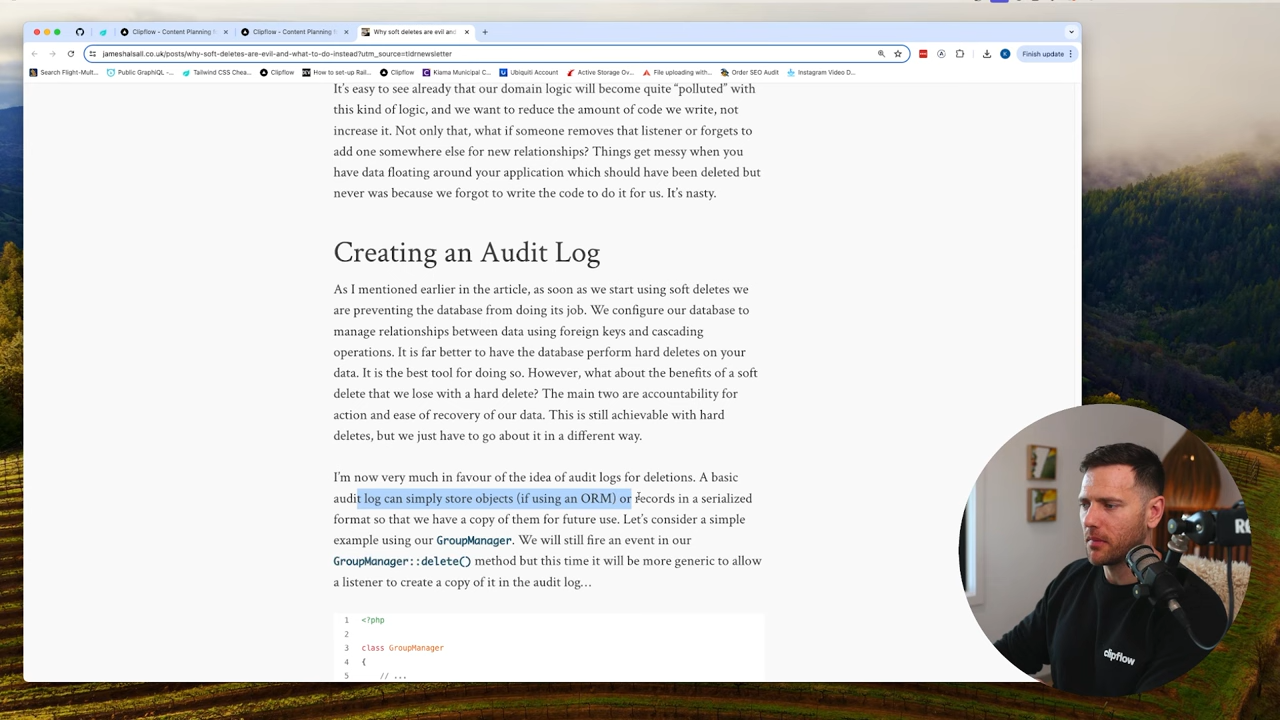 Clipflow - Content Planning
Clipflow - Content Planning
Why soft deletes are evil and
jameshalsall.co.uk/posts/why-soft-deletes-are-evil-and-what-to-do-instead?utm_source=tldrnewsletter
Finish update
Search Flight-Mult...
Public GraphiQL -...
Tailwind CSS Chea...
Clipflow
How to set-up Rail...
Clipflow
Kiama Municipal C...
Ubiquiti Account
Active Storage Ov...
File uploading with...
Order SEO Audit
Instagram Video D...
It's easy to see already that our domain logic will become quite “polluted” with
this kind of logic, and we want to reduce the amount of code we write, not
increase it. Not only that, what if someone removes that listener or forgets to
add one somewhere else for new relationships? Things get messy when you
have data floating around your application which should have been deleted but
never was because we forgot to write the code to do it for us. It's nasty.
Creating an Audit Log
As I mentioned earlier in the article, as soon as we start using soft deletes we
are preventing the database from doing its job. We configure our database to
manage relationships between data using foreign keys and cascading
operations. It is far better to have the database perform hard deletes on your
data. It is the best tool for doing so. However, what about the benefits of a soft
delete that we lose with a hard delete? The main two are accountability for
action and ease of recovery of our data. This is still achievable with hard
deletes, but we just have to go about it in a different way.
I'm now very much in favour of the idea of audit logs for deletions. A basic
audit log can simply store objects (if using an ORM) or records in a serialized
format so that we have a copy of them for future use. Let's consider a simple
example using our GroupManager. We will still fire an event in our
GroupManager::delete() method but this time it will be more generic to allow
a listener to create a copy of it in the audit log…
1 <?php
2
3 class GroupManager
4 {
5 // ...
clipflow